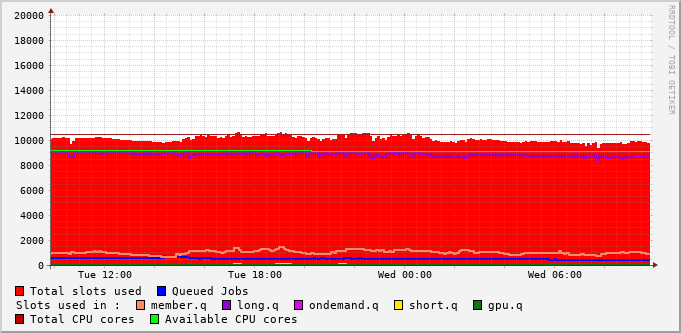 RRDTOOL / TOBI OETIKER
20000
18000
16000
14000
12000
10000
8000
6000
4000
2000
0
Tue 12:00 Tue 18:00 Wed 00:00 Wed 06:00
Total slots used Queued Jobs
Slots used in : member.q long.q ondemand.q short.q gpu.q
Total CPU cores Available CPU cores